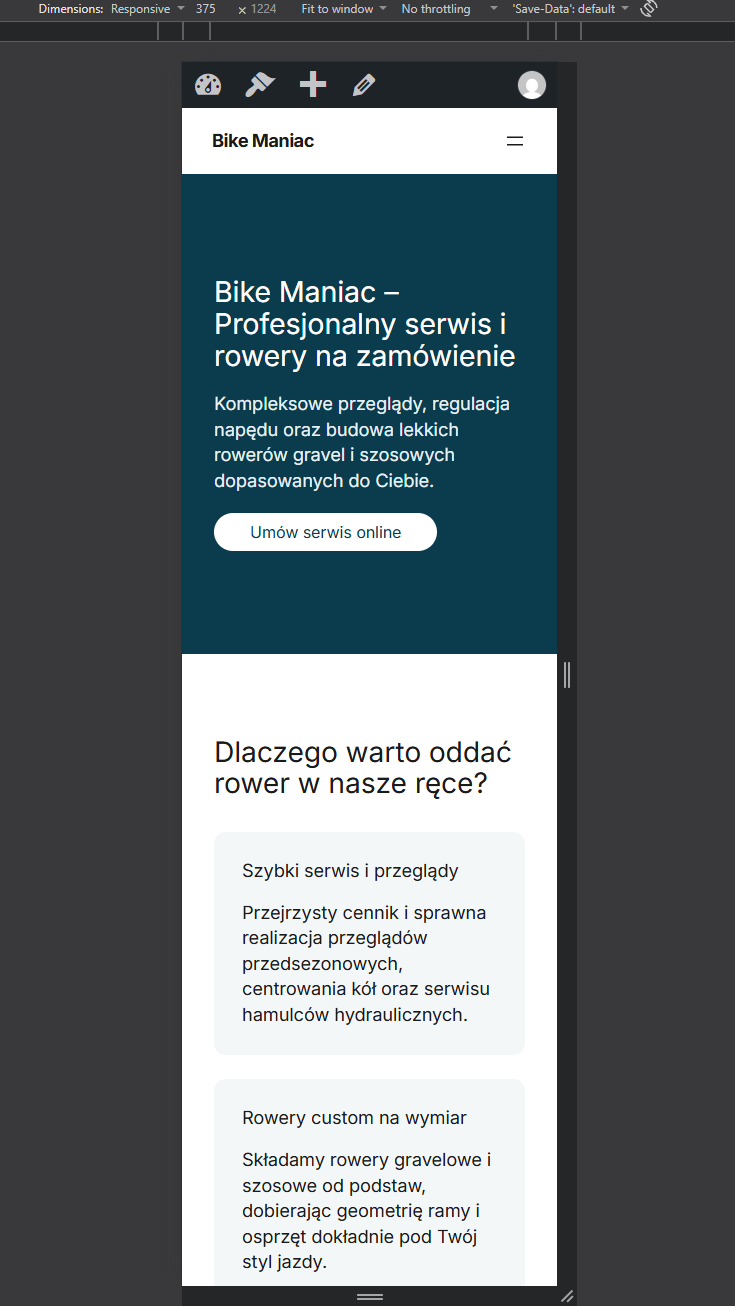 Dimensions: Responsive 375 × 1224 Fit to window No throttling 'Save-Data': default
Bike Maniac
Bike Maniac –
Profesjonalny serwis i
rowery na zamówienie
Kompleksowe przeglądy, regulacja
napędu oraz budowa lekkich
rowerów gravel i szosowych
dopasowanych do Ciebie.
Umów serwis online
Dlaczego warto oddać
rower w nasze ręce?
Szybki serwis i przeglądy
Przejrzysty cennik i sprawna
realizacja przeglądów
przedsezonowych,
centrowania kół oraz serwisu
hamulców hydraulicznych.
Rowery custom na wymiar
Składamy rowery gravelowe i
szosowe od podstaw,
dobierając geometrię ramy i
osprzęt dokładnie pod Twój
styl jazdy.